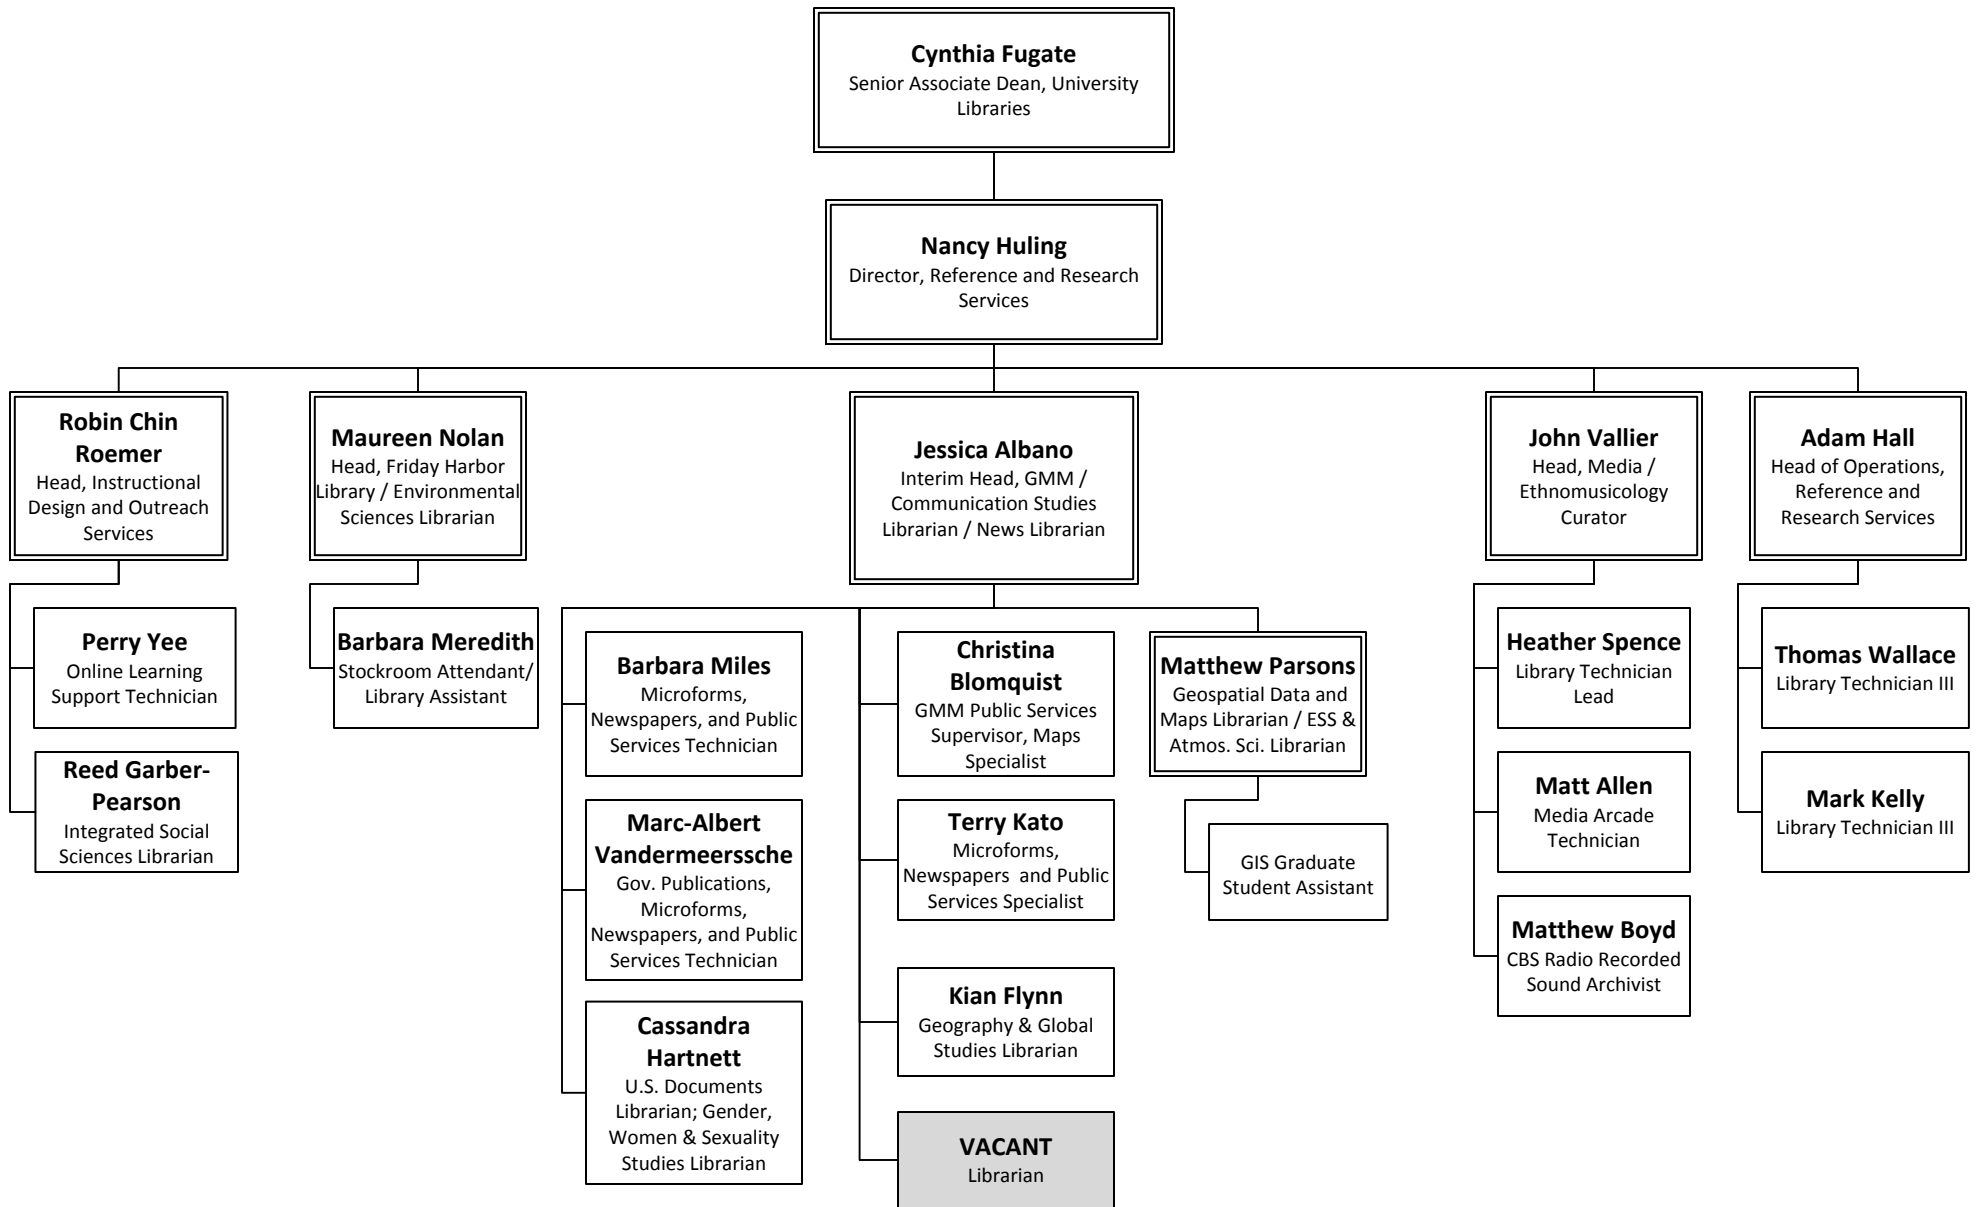 Cynthia Fugate
Senior Associate Dean, University
Libraries
Nancy Huling
Director, Reference and Research
Services
Robin Chin
Roemer
Head, Instructional
Design and Outreach
Services
Maureen Nolan
Head, Friday Harbor
Library / Environmental
Sciences Librarian
Jessica Albano
Interim Head, GMM /
Communication Studies
Librarian / News Librarian
John Vallier
Head, Media /
Ethnomusicology
Curator
Adam Hall
Head of Operations,
Reference and
Research Services
Perry Yee
Online Learning
Support Technician
Reed Garber-
Pearson
Integrated Social
Sciences Librarian
Barbara Meredith
Stockroom Attendant/
Library Assistant
Barbara Miles
Microforms,
Newspapers, and Public
Services Technician
Marc-Albert
Vandermeerssche
Gov. Publications,
Microforms,
Newspapers, and Public
Services Technician
Cassandra
Hartnett
U.S. Documents
Librarian; Gender,
Women & Sexuality
Studies Librarian
Christina
Blomquist
GMM Public Services
Supervisor, Maps
Specialist
Terry Kato
Microforms,
Newspapers  and Public
Services Specialist
Kian Flynn
Geography & Global
Studies Librarian
VACANT
Librarian
Matthew Parsons
Geospatial Data and
Maps Librarian / ESS &
Atmos. Sci. Librarian
GIS Graduate
Student Assistant
Heather Spence
Library Technician
Lead
Matt Allen
Media Arcade
Technician
Matthew Boyd
CBS Radio Recorded
Sound Archivist
Thomas Wallace
Library Technician III
Mark Kelly
Library Technician III